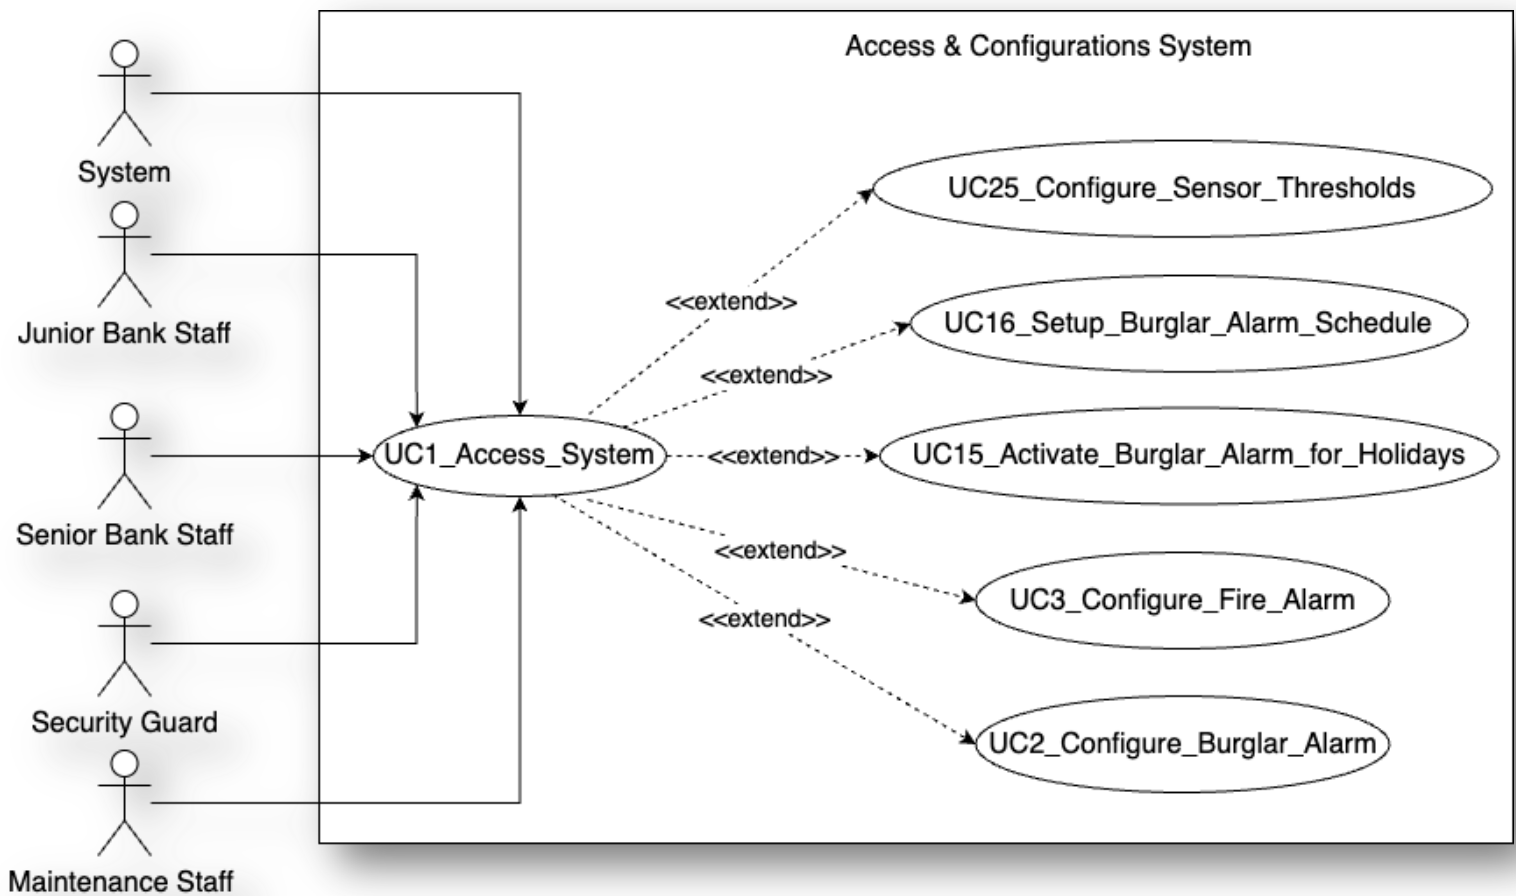 Access & Configurations System
System
Junior Bank Staff
Senior Bank Staff
Security Guard
Maintenance Staff
UC1_Access_System
<<extend>>
<<extend>>
<<extend>>
<<extend>>
<<extend>>
UC25_Configure_Sensor_Thresholds
UC16_Setup_Burglar_Alarm_Schedule
UC15_Activate_Burglar_Alarm_for_Holidays
UC3_Configure_Fire_Alarm
UC2_Configure_Burglar_Alarm